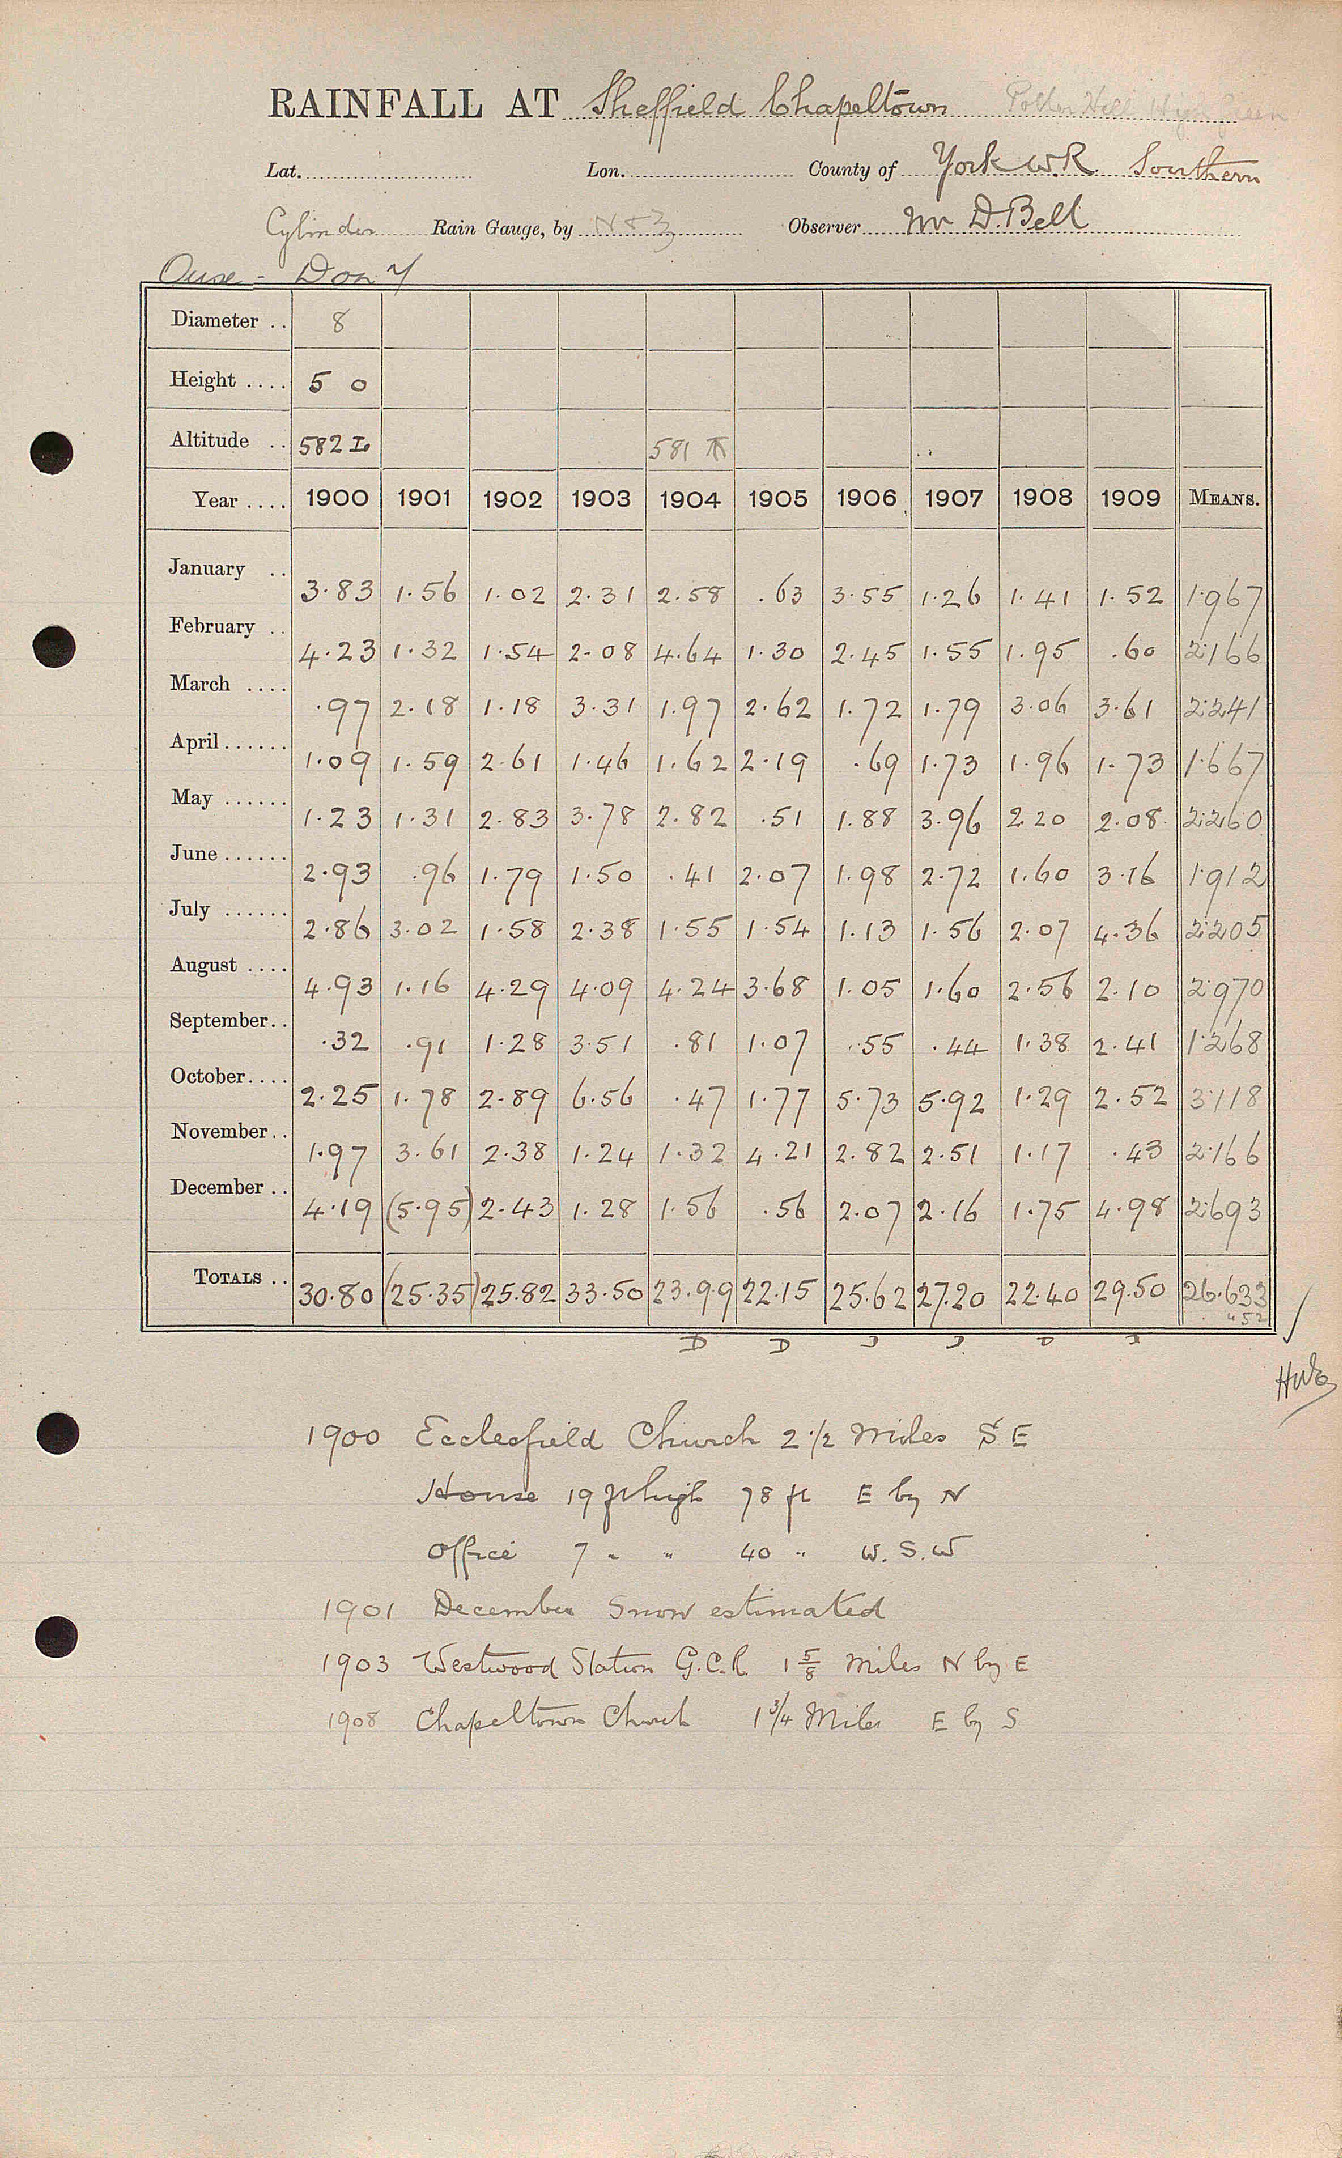 RAINFALL AT Sheffield Chapeltown Potter Hill High Green
Lat. Lon. County of York W.R. Southern
Cylinder Rain Gauge, by N & Z Observer Mr D. Bell
Ouse - Don Y
Diameter .. 8
Height .... 5 0
Altitude .. 582 L 581
Year .... 1900 1901 1902 1903 1904 1905 1906 1907 1908 1909 MEANS.
January .. 3.83 1.56 1.02 2.31 2.58 .63 3.55 1.26 1.41 1.52 1.967
February .. 4.23 1.32 1.54 2.08 4.64 1.30 2.45 1.55 1.95 .60 2.166
March .... .97 2.18 1.18 3.31 1.97 2.62 1.72 1.79 3.06 3.61 2.241
April ...... 1.09 1.59 2.61 1.46 1.62 2.19 .69 1.73 1.96 1.73 1.667
May ...... 1.23 1.31 2.83 3.78 2.82 .51 1.88 3.96 2.20 2.08 2.260
June ...... 2.93 .96 1.79 1.50 .41 2.07 1.98 2.72 1.60 3.16 1.912
July ...... 2.86 3.02 1.58 2.38 1.55 1.54 1.13 1.56 2.07 4.36 2.205
August .... 4.93 1.16 4.29 4.09 4.24 3.68 1.05 1.60 2.56 2.10 2.970
September .. .32 .91 1.28 3.51 .81 1.07 .55 .44 1.38 2.41 1.268
October .... 2.25 1.78 2.89 6.56 .47 1.77 5.73 5.92 1.29 2.52 3.118
November .. 1.97 3.61 2.38 1.24 1.32 4.21 2.82 2.51 1.17 .43 2.166
December .. 4.19 (5.95) 2.43 1.28 1.56 .56 2.07 2.16 1.75 4.98 2.693
TOTALS .. 30.80 (25.35) 25.82 33.50 23.99 22.15 25.62 27.20 22.40 29.50 26.633
D D
1900 Ecclesfield Church 2 1/2 Miles S E
House 19 ft high 78 ft E by N
Office 7 " " 40 " W.S.W
1901 December Snow estimated
1903 Westwood Station G.C.R. 1 5/8 Miles N by E
1908 Chapeltown Church 1 3/4 Miles E by S